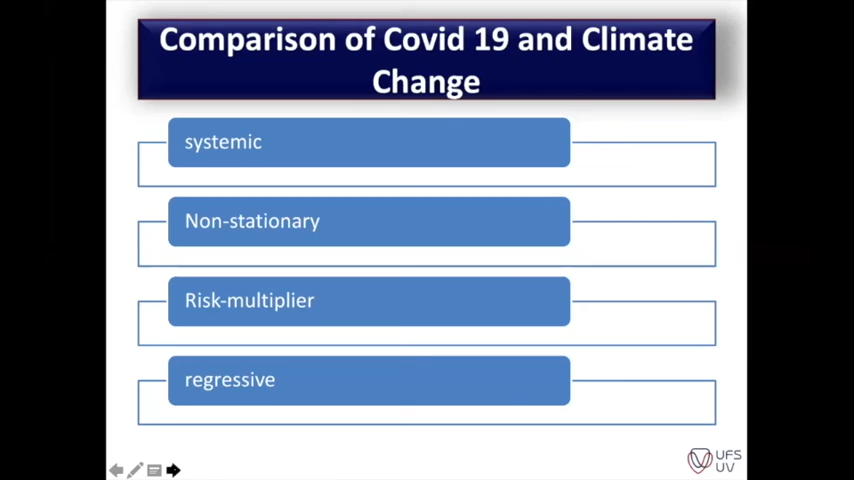 Comparison of Covid 19 and Climate
Change
systemic
Non-stationary
Risk-multiplier
regressive
UFS
UV